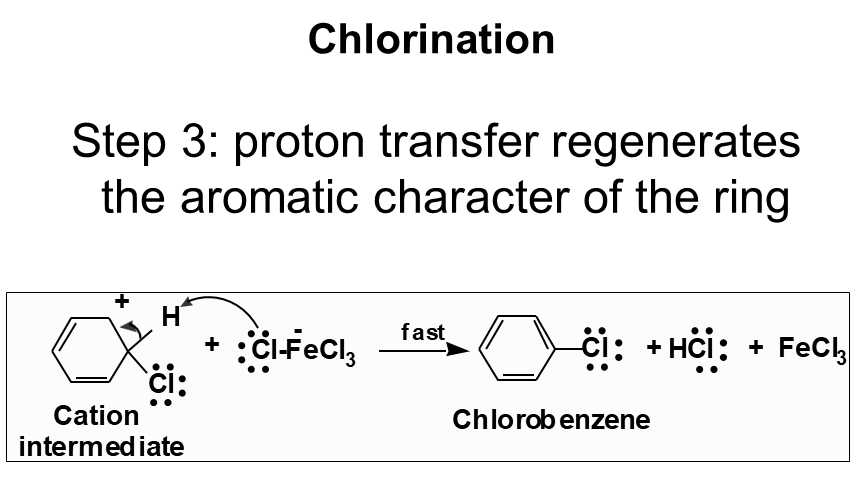 Chlorination
Step 3: proton transfer regenerates
the aromatic character of the ring
+
H
Cl
+ Cl-FeCl3
-
fast
Cl + HCl + FeCl3
Cation
intermediate
Chlorobenzene